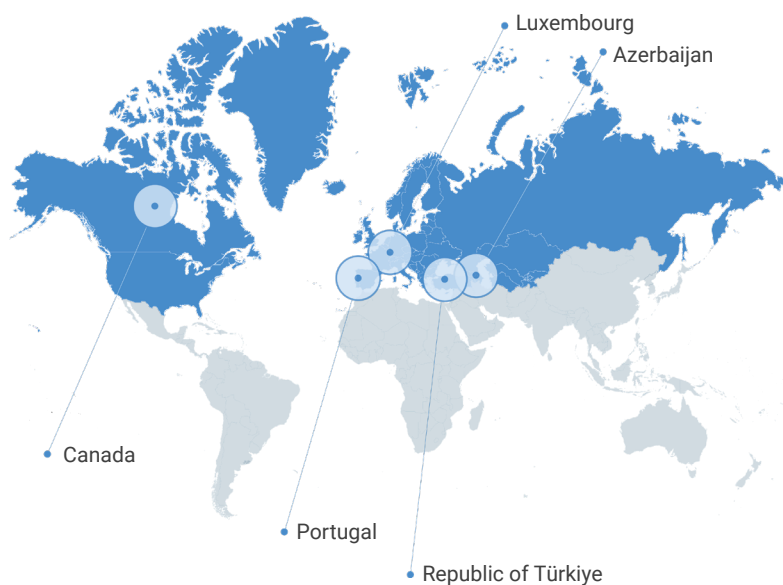 Luxembourg
Azerbaijan
Canada
Portugal
Republic of Türkiye